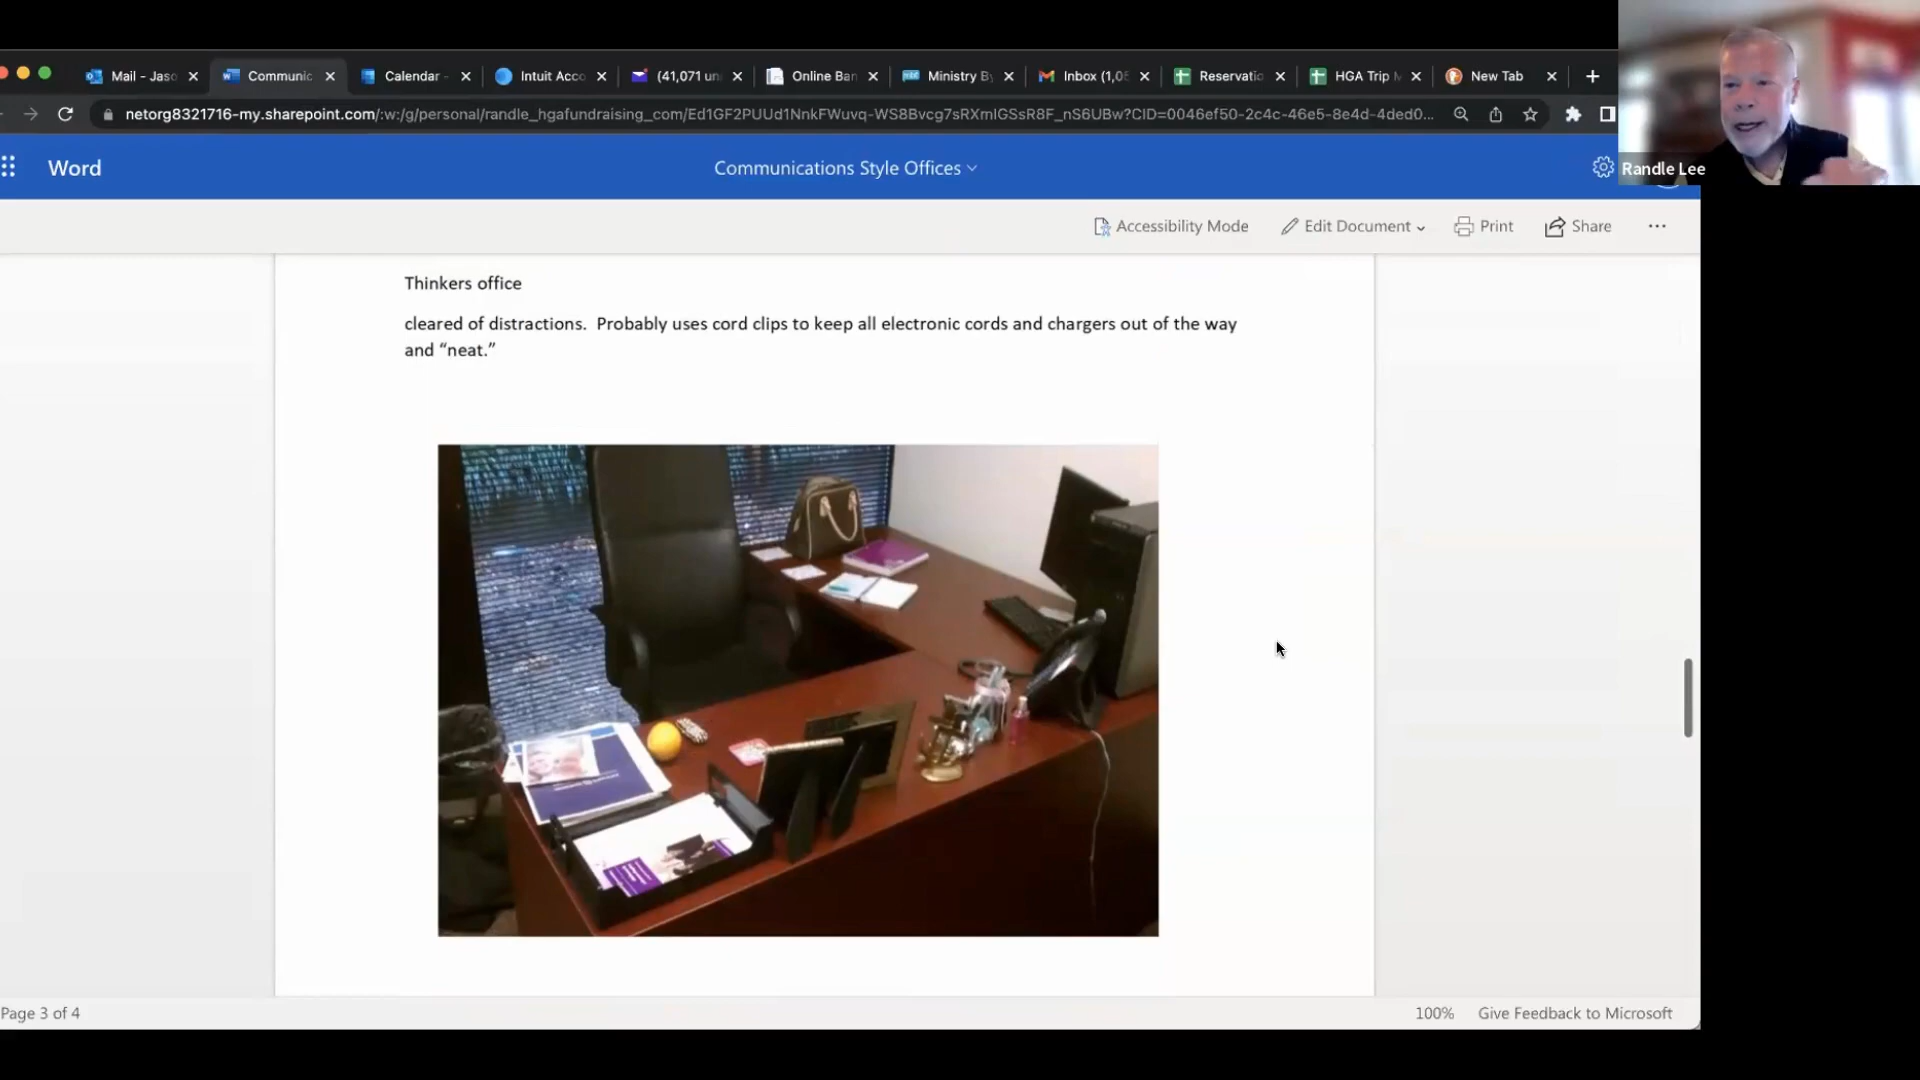 Mail - Jaso
Communic
Calendar -
Intuit Acco
(41,071 un
Online Ban
Ministry By
Inbox (1,05
Reservatio
HGA Trip M
New Tab
netorg8321716-my.sharepoint.com/:w:/g/personal/randle_hgafundraising_com/Ed1GF2PUUd1NnkFWuvq-WS8Bvcg7sRXmIGSsR8F_nS6UBw?CID=0046ef50-2c4c-46e5-8e4d-4ded0...
Word
Communications Style Offices
Randle Lee
Accessibility Mode
Edit Document
Print
Share
Thinkers office
cleared of distractions. Probably uses cord clips to keep all electronic cords and chargers out of the way
and “neat.”
Page 3 of 4
100%
Give Feedback to Microsoft